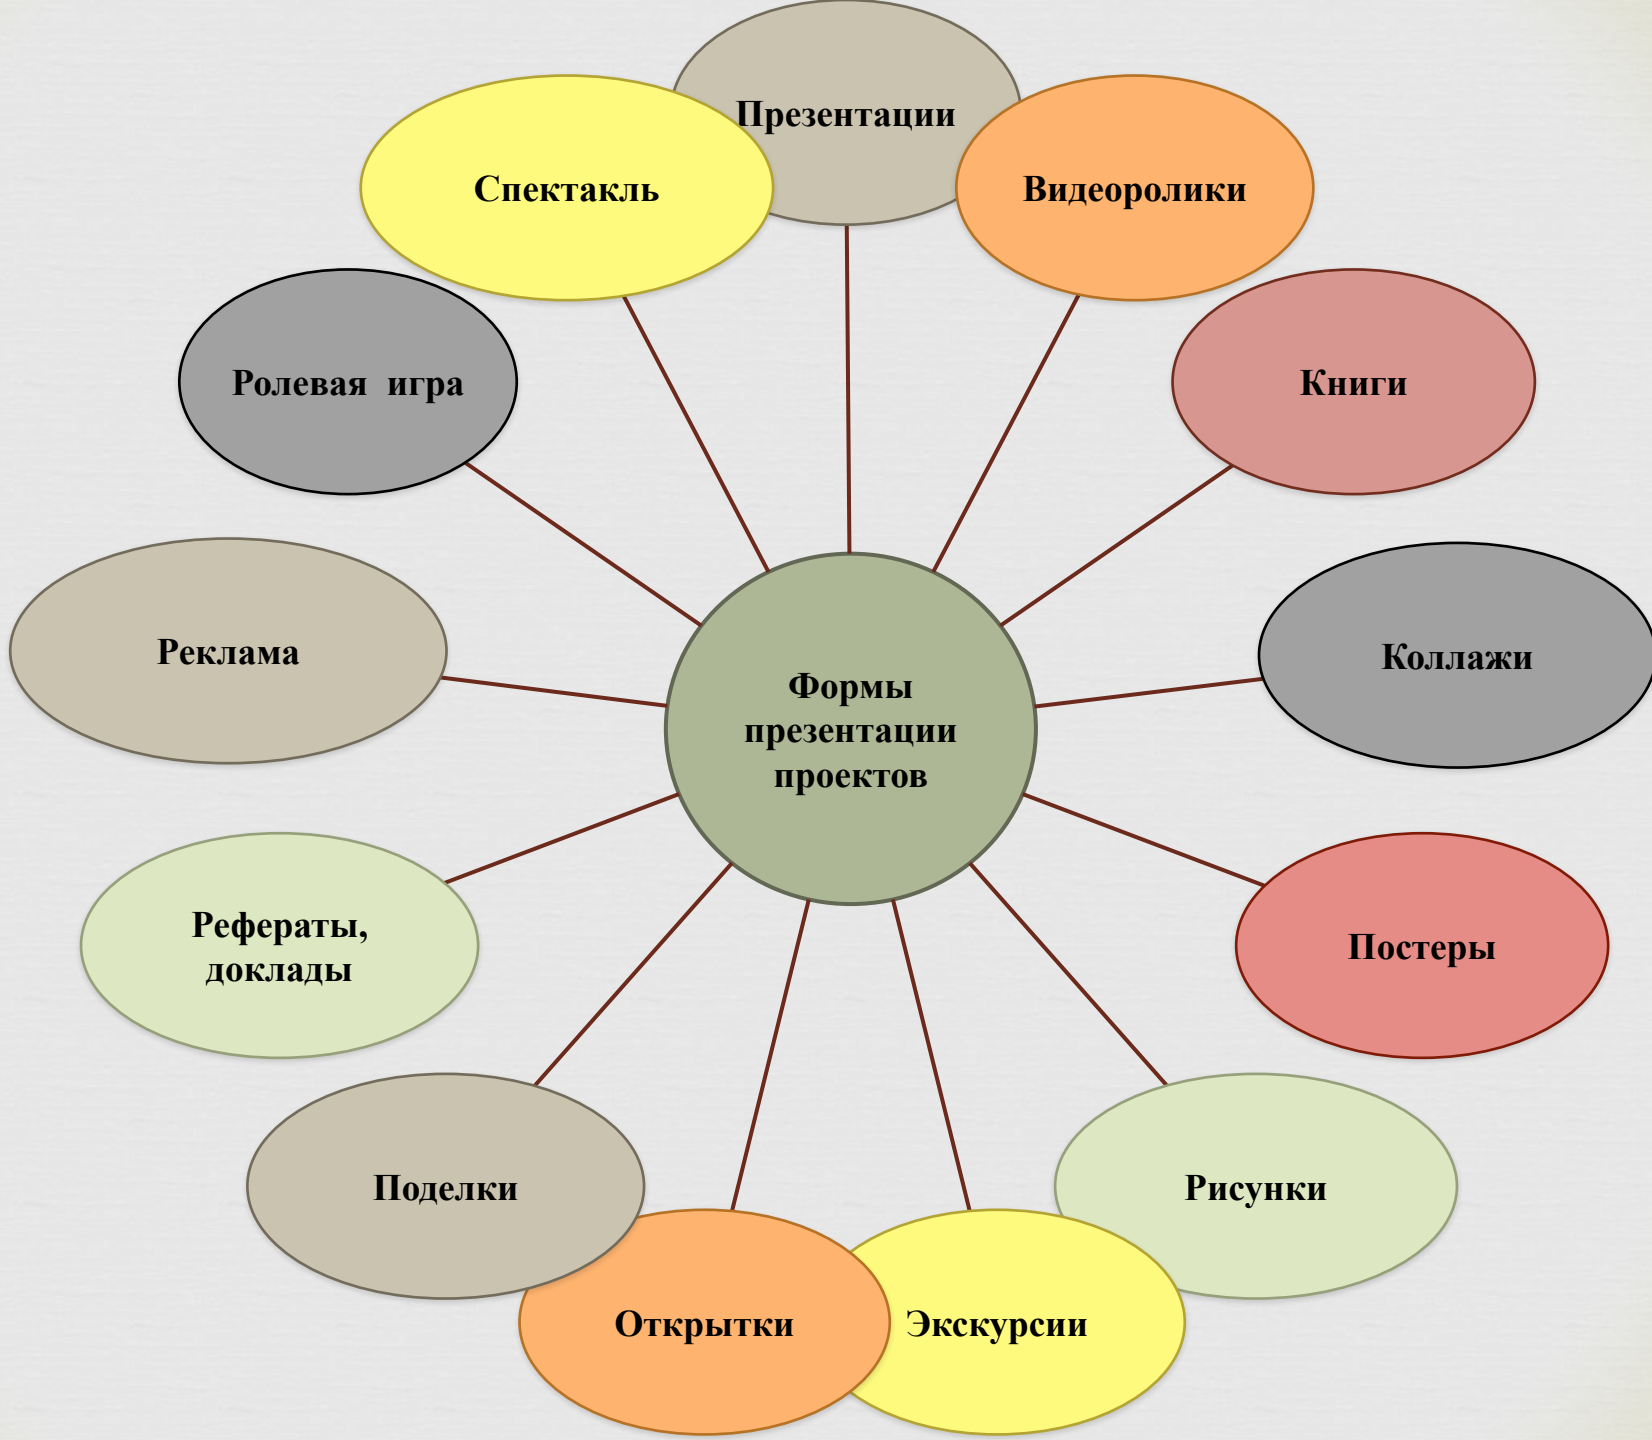 Презентации
Спектакль
Видеоролики
Ролевая игра
Книги
Реклама
Коллажи
Формы
презентации
проектов
Рефераты,
доклады
Постеры
Поделки
Рисунки
Открытки
Экскурсии